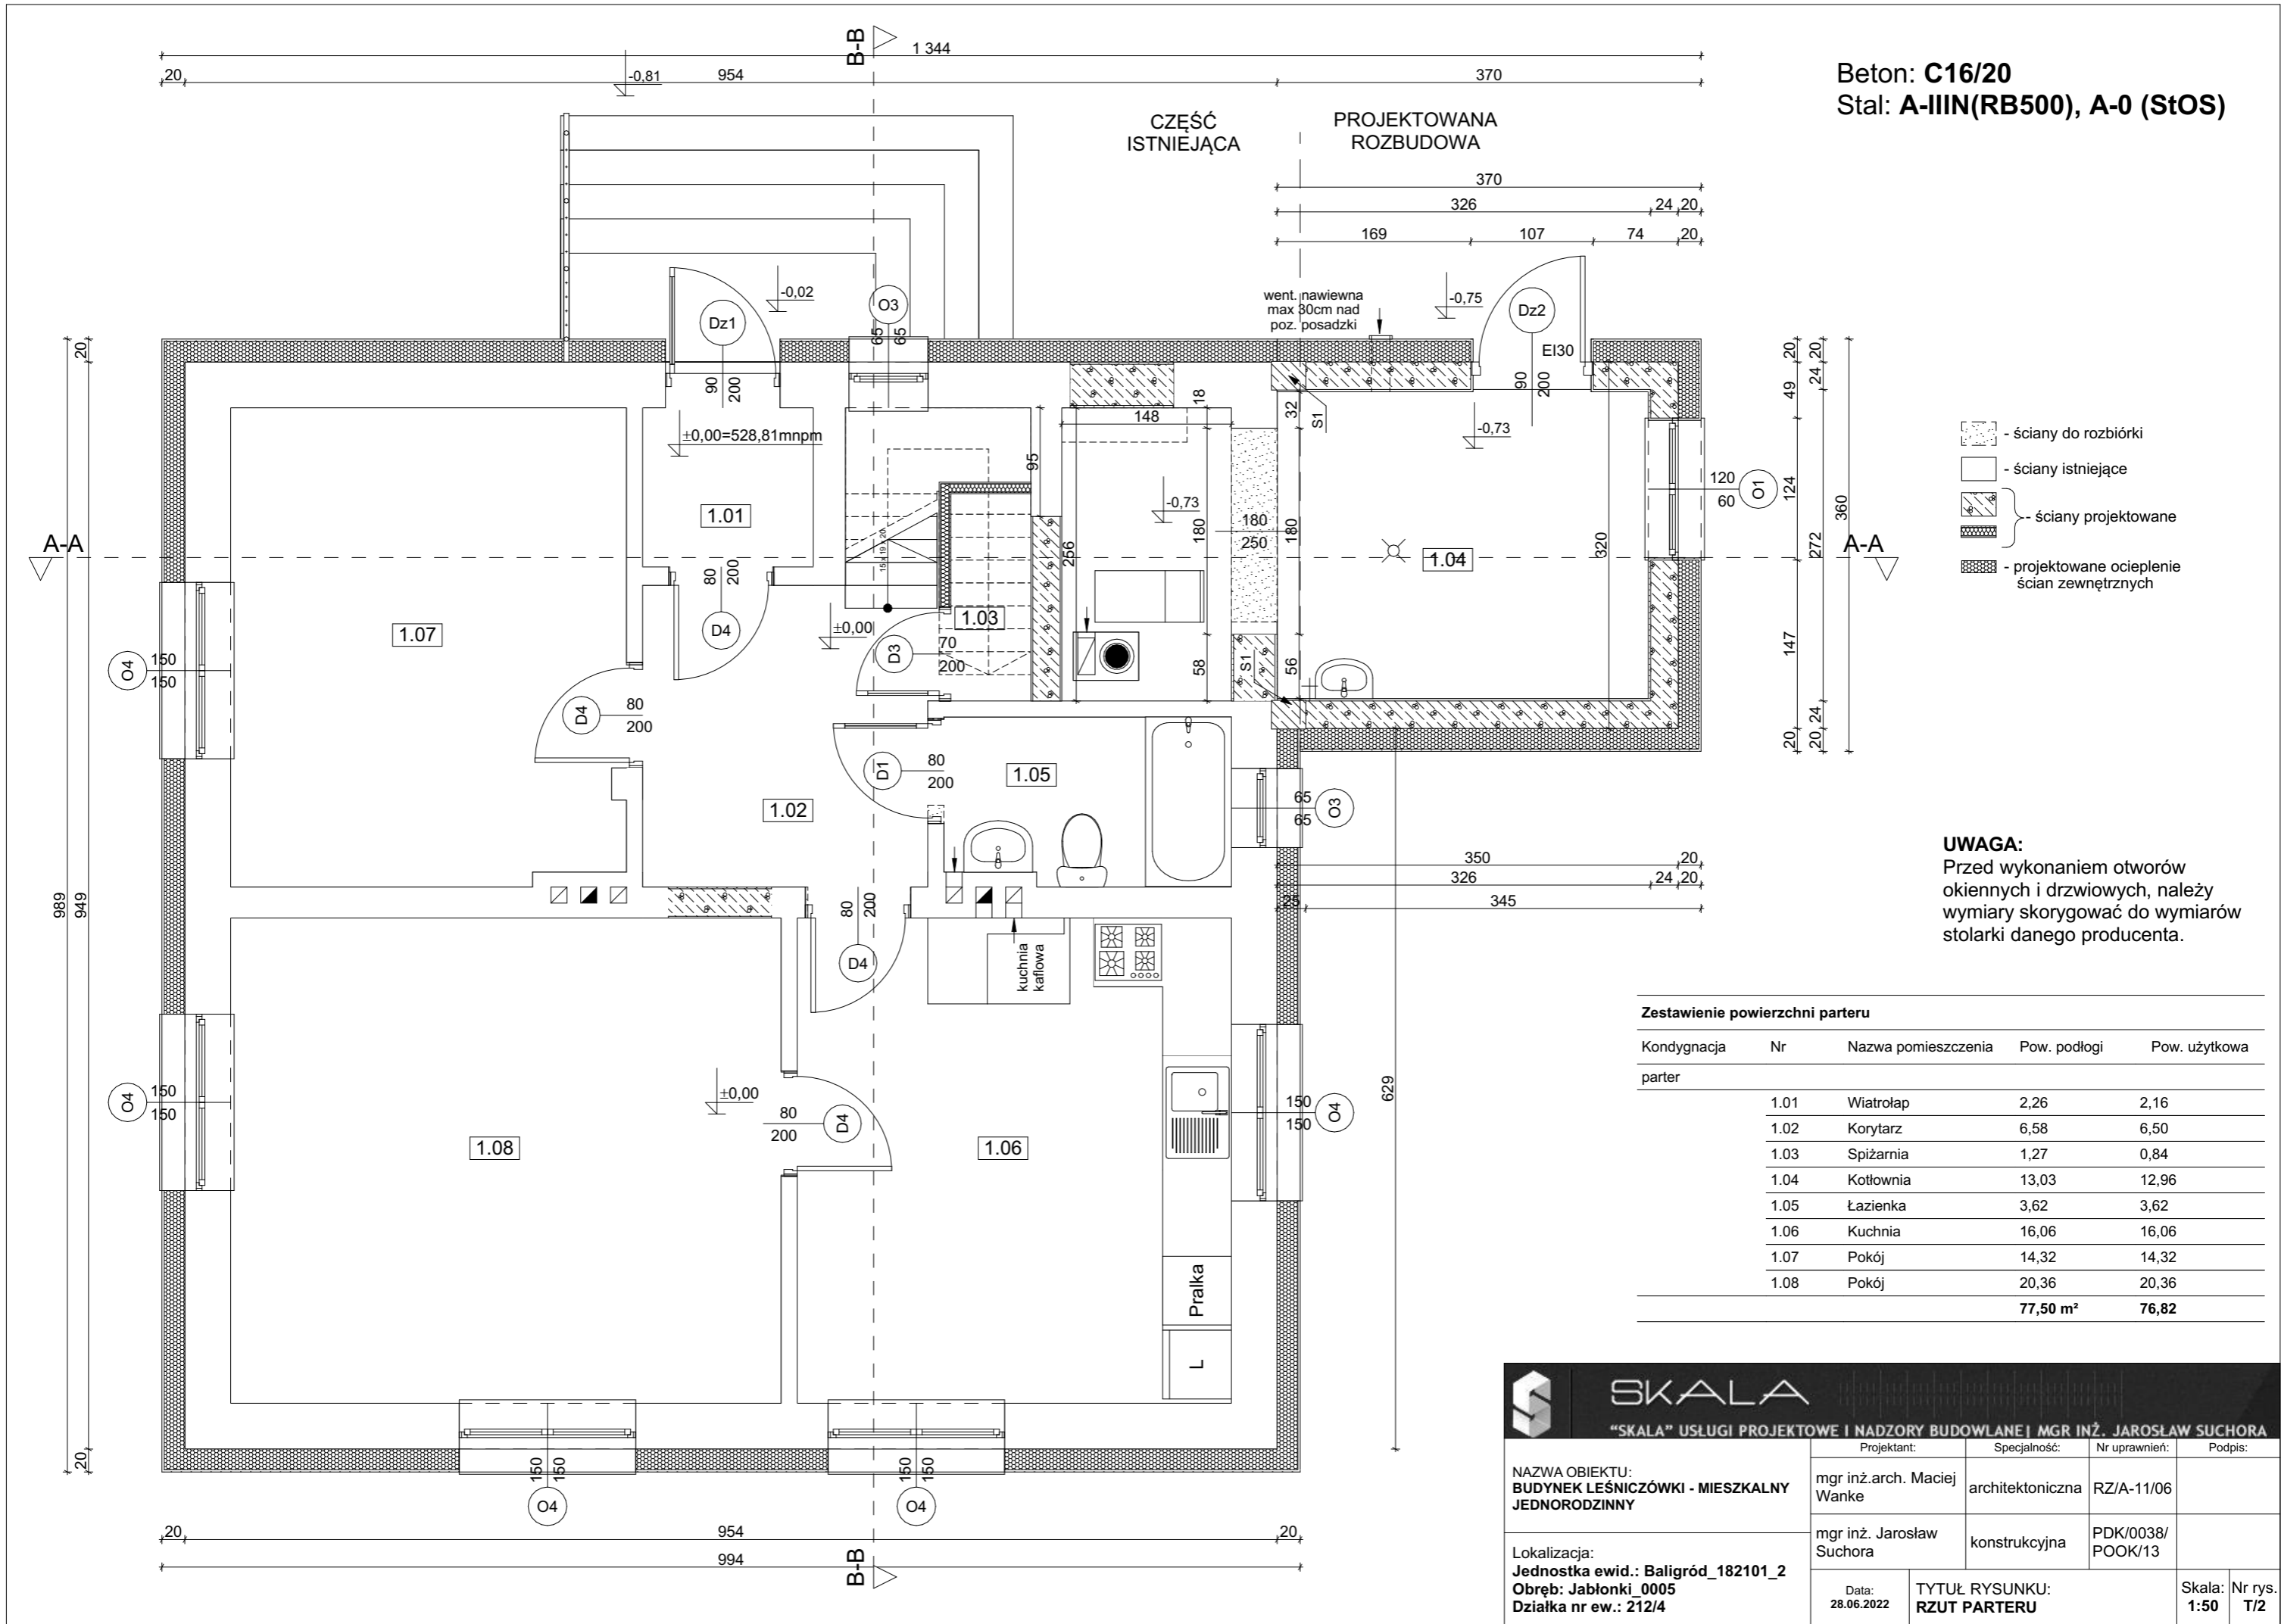 B-B
1 344
20
954
370
-0,81
Beton: C16/20
Stal: A-IIIN(RB500), A-0 (StOS)
CZĘŚĆ
ISTNIEJĄCA
PROJEKTOWANA
ROZBUDOWA
370
326
24
20
169
107
74
20
-0,02
went. nawiewna
max 30cm nad
poz. posadzki
-0,75
Dz1
O3
65
65
Dz2
EI30
90
200
90
200
20
20
20
24
49
S1
32
18
148
±0,00=528,81mnpm
-0,73
95
- ściany do rozbiórki
- ściany istniejące
- ściany projektowane
- projektowane ocieplenie
ścian zewnętrznych
120
60
O1
124
360
272
320
1.01
-0,73
180
180
250
180
256
15x19x20
A-A
A-A
1.04
80
200
1.07
D4
±0,00
1.03
D3
70
200
58
S1
56
147
O4
150
150
D4
80
200
24
20
20
D1
80
200
1.05
1.02
65
65
O3
UWAGA:
Przed wykonaniem otworów
okiennych i drzwiowych, należy
wymiary skorygować do wymiarów
stolarki danego producenta.
350
20
326
24
20
25
345
989
949
80
200
D4
kuchnia
kaflowa
629
O4
150
150
±0,00
80
200
D4
150
150
O4
1.08
1.06
Pralka
L
Zestawienie powierzchni parteru
Kondygnacja Nr Nazwa pomieszczenia Pow. podłogi Pow. użytkowa
parter
1.01 Wiatrołap 2,26 2,16
1.02 Korytarz 6,58 6,50
1.03 Spiżarnia 1,27 0,84
1.04 Kotłownia 13,03 12,96
1.05 Łazienka 3,62 3,62
1.06 Kuchnia 16,06 16,06
1.07 Pokój 14,32 14,32
1.08 Pokój 20,36 20,36
77,50 m² 76,82
20
150
150
150
150
O4
O4
20
954
20
994
B-B
SKALA
"SKALA" USŁUGI PROJEKTOWE I NADZORY BUDOWLANE| MGR INŻ. JAROSŁAW SUCHORA
NAZWA OBIEKTU:
BUDYNEK LEŚNICZÓWKI - MIESZKALNY
JEDNORODZINNY
Projektant: Specjalność: Nr uprawnień: Podpis:
mgr inż.arch. Maciej
Wanke
architektoniczna
RZ/A-11/06
mgr inż. Jarosław
Suchora
konstrukcyjna
PDK/0038/
POOK/13
Lokalizacja:
Jednostka ewid.: Baligród_182101_2
Obręb: Jabłonki_0005
Działka nr ew.: 212/4
Data:
28.06.2022
TYTUŁ RYSUNKU:
RZUT PARTERU
Skala:
1:50
Nr rys.
T/2